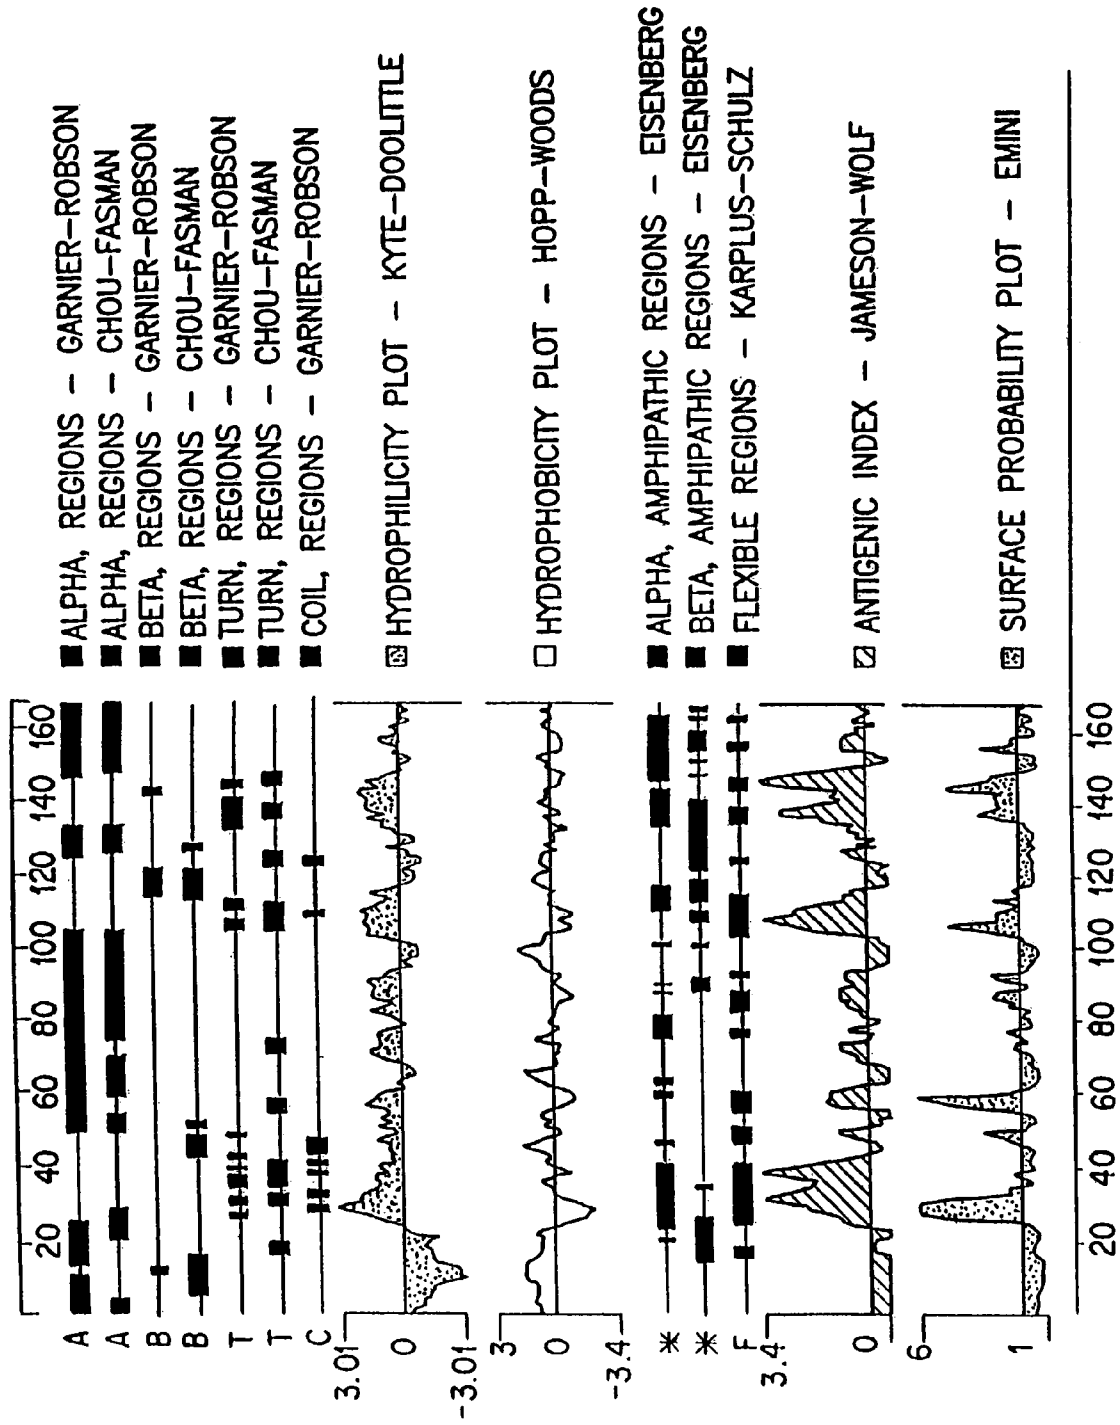 20 40 60 80 100 120 140 160
A ALPHA, REGIONS – GARNIER–ROBSON
A ALPHA, REGIONS – CHOU–FASMAN
B BETA, REGIONS – GARNIER–ROBSON
B BETA, REGIONS – CHOU–FASMAN
T TURN, REGIONS – GARNIER–ROBSON
T TURN, REGIONS – CHOU–FASMAN
C COIL, REGIONS – GARNIER–ROBSON
3.01
0 HYDROPHILICITY PLOT – KYTE–DOOLITTLE
-3.01
3
0 HYDROPHOBICITY PLOT – HOPP–WOODS
-3.4
* ALPHA, AMPHIPATHIC REGIONS – EISENBERG
* BETA, AMPHIPATHIC REGIONS – EISENBERG
F FLEXIBLE REGIONS – KARPLUS–SCHULZ
3.4
0 ANTIGENIC INDEX – JAMESON–WOLF
6
1 SURFACE PROBABILITY PLOT – EMINI
20 40 60 80 100 120 140 160